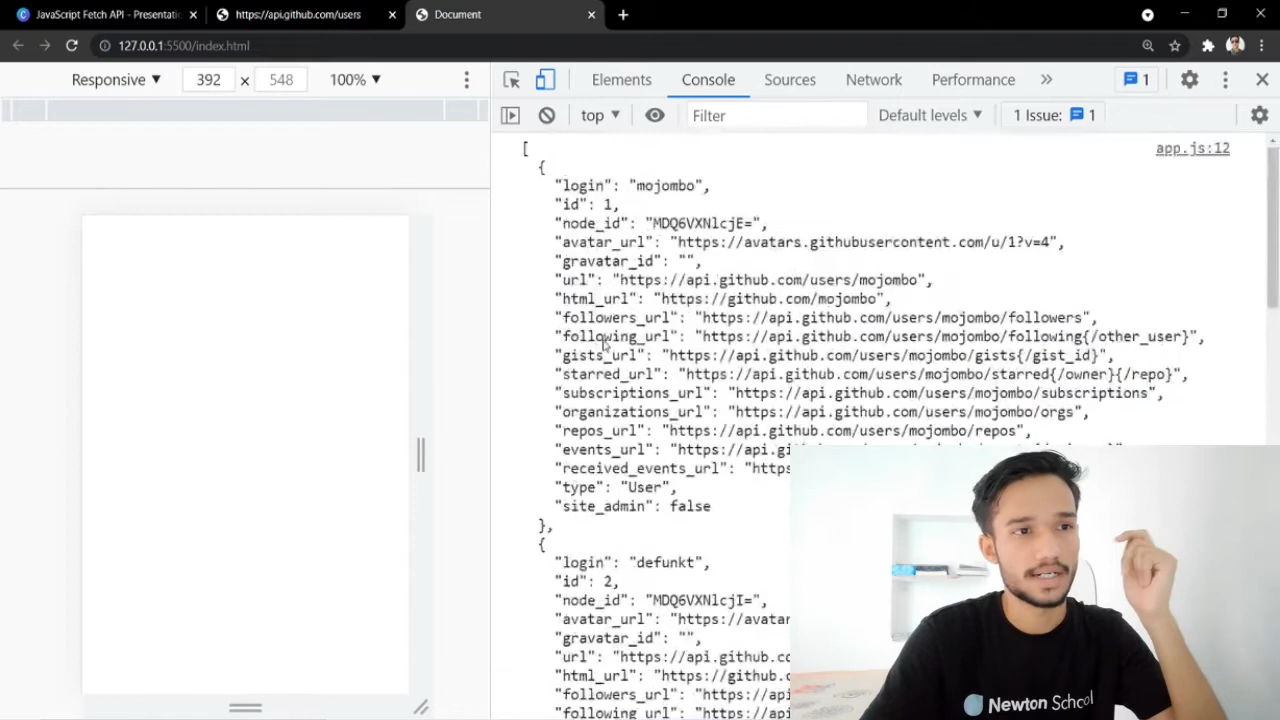 JavaScript Fetch API - Presentatio
https://api.github.com/users
Document
127.0.0.1:5500/index.html
Responsive
392
×
548
100%
Elements
Console
Sources
Network
Performance
1
top
Filter
Default levels
1 Issue:
1
app.js:12
[
{
"login": "mojombo",
"id": 1,
"node_id": "MDQ6VXNlcjE=",
"avatar_url": "https://avatars.githubusercontent.com/u/1?v=4",
"gravatar_id": "",
"url": "https://api.github.com/users/mojombo",
"html_url": "https://github.com/mojombo",
"followers_url": "https://api.github.com/users/mojombo/followers",
"following_url": "https://api.github.com/users/mojombo/following{/other_user}",
"gists_url": "https://api.github.com/users/mojombo/gists{/gist_id}",
"starred_url": "https://api.github.com/users/mojombo/starred{/owner}{/repo}",
"subscriptions_url": "https://api.github.com/users/mojombo/subscriptions",
"organizations_url": "https://api.github.com/users/mojombo/orgs",
"repos_url": "https://api.github.com/users/mojombo/repos",
"events_url": "https://api.github.com/users/mojombo/
"received_events_url": "https
"type": "User",
"site_admin": false
},
{
"login": "defunkt",
"id": 2,
"node_id": "MDQ6VXNlcjI=",
"avatar_url": "https://avatar
"gravatar_id": "",
"url": "https://api.github.co
"html_url": "https://github.c
"followers_url": "https://api
"following_url": "https://api
Newton School